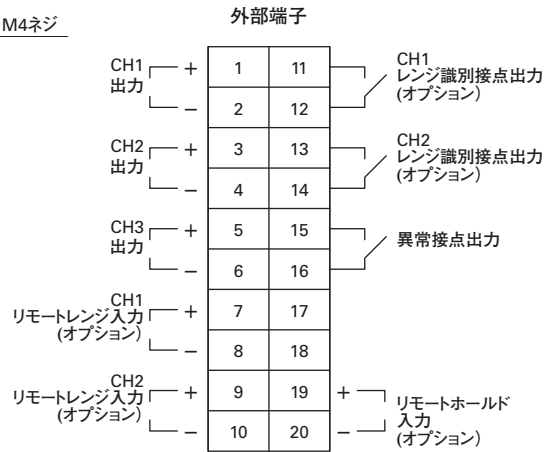 外部端子
M4ネジ
CH1
出力
+
−
1
11
2
12
CH1
レンジ識別接点出力
(オプション)
CH2
出力
+
−
3
13
4
14
CH2
レンジ識別接点出力
(オプション)
CH3
出力
+
−
5
15
6
16
異常接点出力
CH1
リモートレンジ入力
(オプション)
+
−
7
17
8
18
CH2
リモートレンジ入力
(オプション)
+
−
9
19
10
20
+
−
リモートホールド
入力
(オプション)